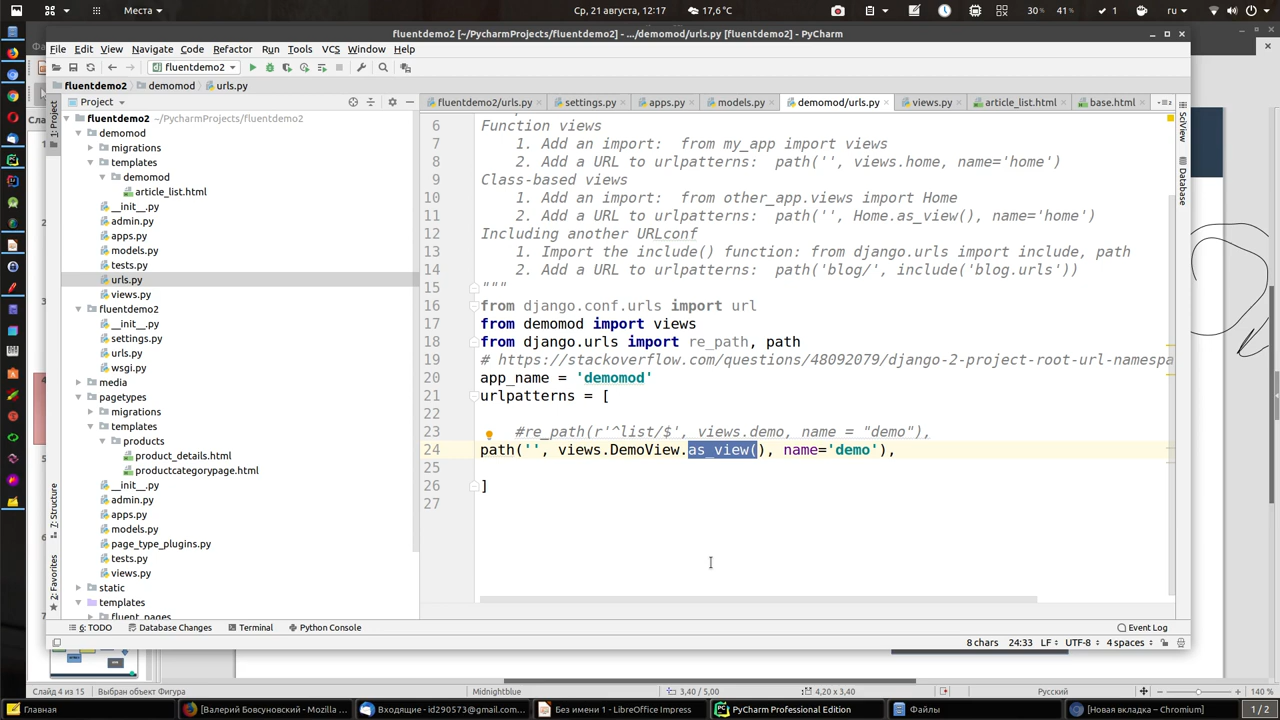 Места
Ср, 21 августа, 12:17
17,6°C
30%
41%
1
ru
fluentdemo2 [~/PycharmProjects/fluentdemo2] - .../demomod/urls.py [fluentdemo2] - PyCharm
File Edit View Navigate Code Refactor Run Tools VCS Window Help
fluentdemo2
fluentdemo2 demomod urls.py
Project
fluentdemo2/urls.py settings.py apps.py models.py demomod/urls.py views.py article_list.html base.html
1: Project
7: Structure
2: Favorites
SciView
Database
fluentdemo2 ~/PycharmProjects/fluentdemo2
demomod
migrations
templates
demomod
article_list.html
__init__.py
admin.py
apps.py
models.py
tests.py
urls.py
views.py
fluentdemo2
__init__.py
settings.py
urls.py
wsgi.py
media
pagetypes
migrations
templates
products
product_details.html
productcategorypage.html
__init__.py
admin.py
apps.py
models.py
page_type_plugins.py
tests.py
views.py
static
templates
fluent_pages
6 Function views
7 1. Add an import: from my_app import views
8 2. Add a URL to urlpatterns: path('', views.home, name='home')
9 Class-based views
10 1. Add an import: from other_app.views import Home
11 2. Add a URL to urlpatterns: path('', Home.as_view(), name='home')
12 Including another URLconf
13 1. Import the include() function: from django.urls import include, path
14 2. Add a URL to urlpatterns: path('blog/', include('blog.urls'))
15 """
16 from django.conf.urls import url
17 from demomod import views
18 from django.urls import re_path, path
19 # https://stackoverflow.com/questions/48092079/django-2-project-root-url-namespa
20 app_name = 'demomod'
21 urlpatterns = [
22
23 #re_path(r'^list/$', views.demo, name = "demo"),
24 path('', views.DemoView.as_view(), name='demo'),
25
26 ]
27
6: TODO Database Changes Terminal Python Console Event Log
8 chars 24:33 LF UTF-8 4 spaces
Слайд 4 из 15 Выбран объект Фигура Midnightblue 3,40 / 5,00 4,20 x 3,40 Русский 140 %
Главная [Валерий Бовсуновский - Mozilla ... Входящие - id290573@gmail.com... Без имени 1 - LibreOffice Impress PyCharm Professional Edition Файлы [Новая вкладка – Chromium] 1 / 2